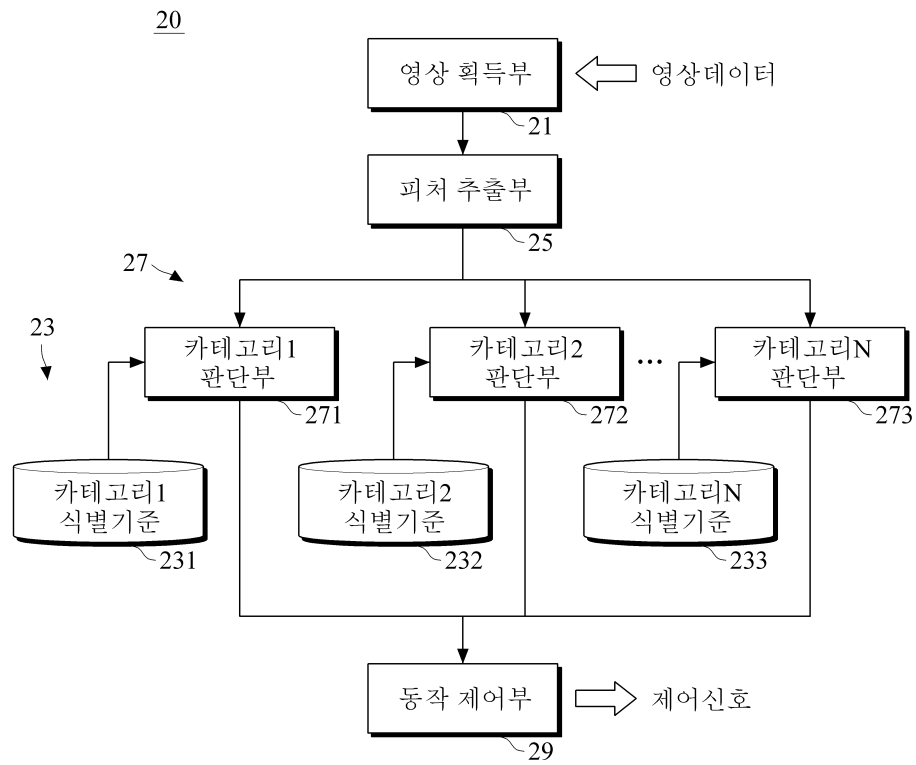 20
영상 획득부
영상데이터
21
피처 추출부
25
27
23
카테고리1
판단부
271
카테고리2
판단부
272
...
카테고리N
판단부
273
카테고리1
식별기준
231
카테고리2
식별기준
232
카테고리N
식별기준
233
동작 제어부
제어신호
29